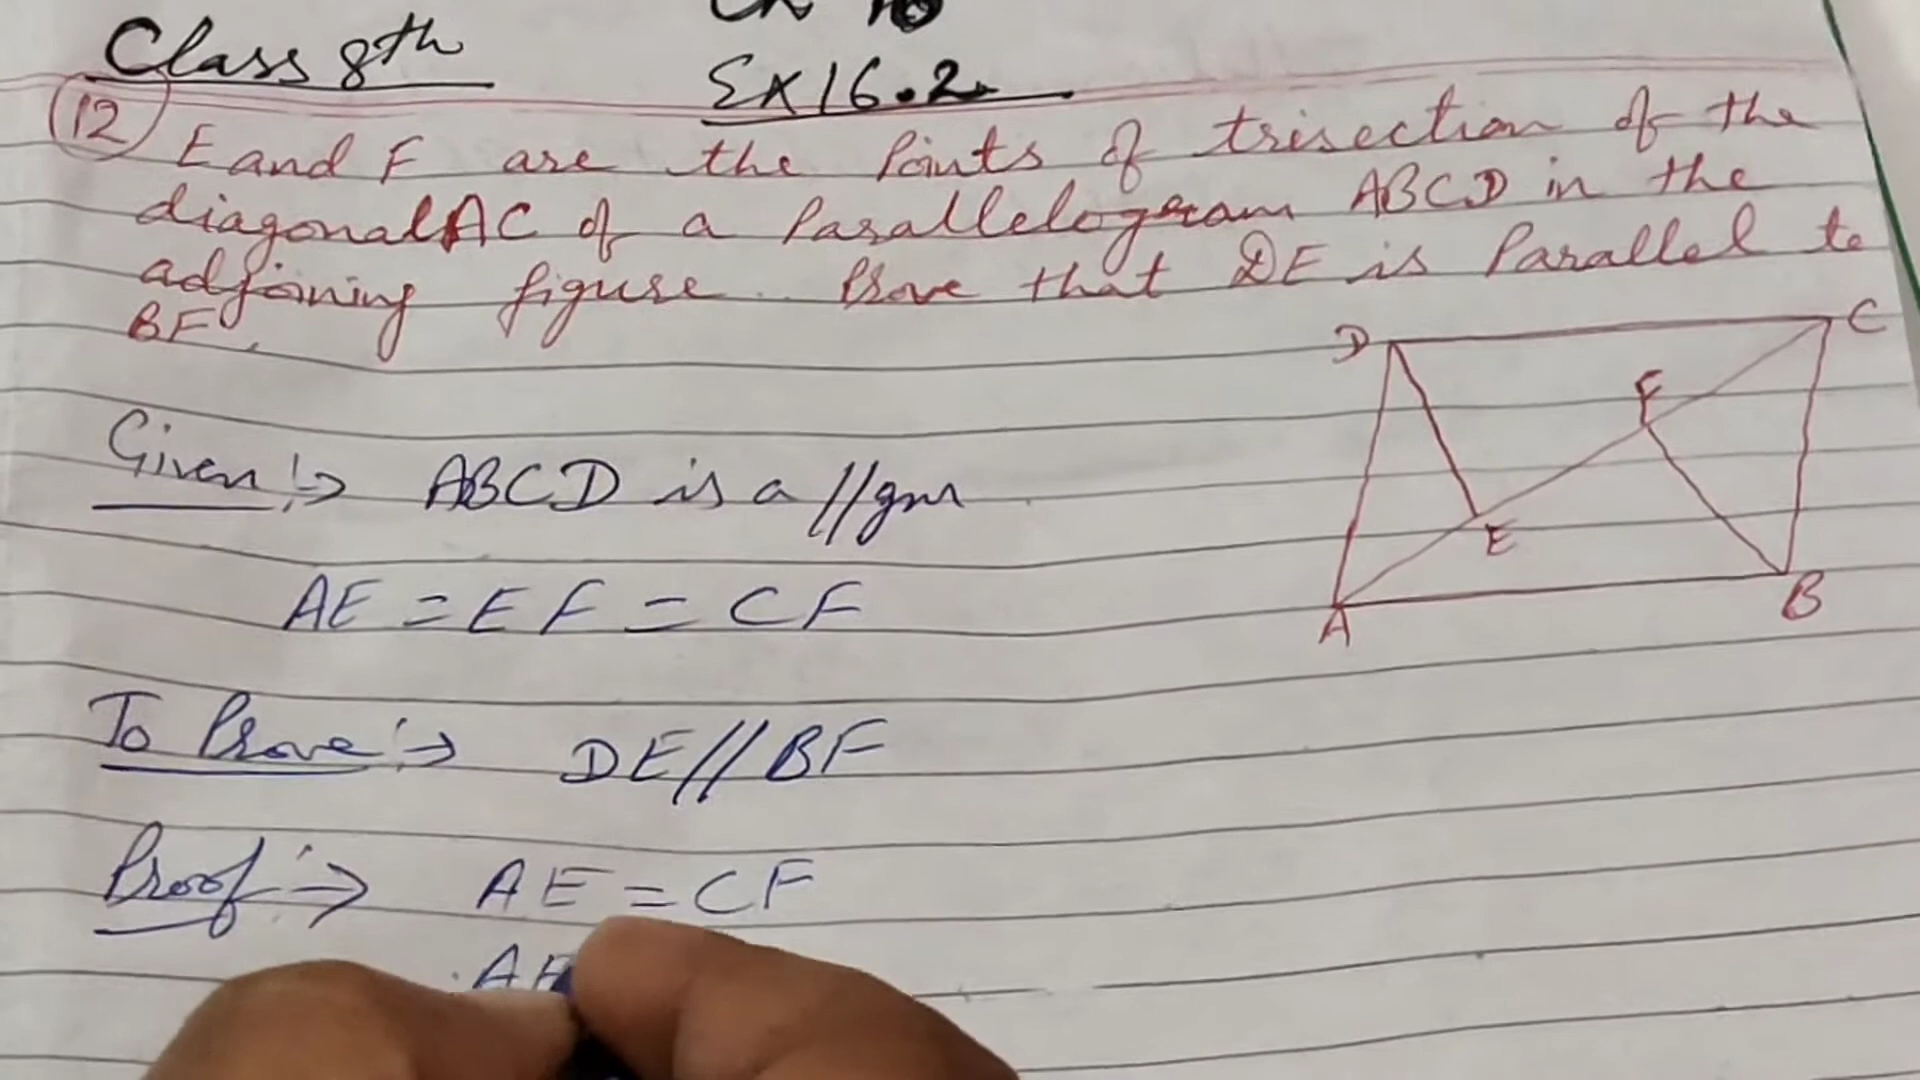 Class 8th
Ex 16.2
12 E and F are the Points of trisection of the
diagonal AC of a Parallelogram ABCD in the
adjoining figure. Prove that DE is Parallel to
BF.
D
C
F
E
A
B
Given :→ ABCD is a //gm
AE = EF = CF
To Prove :→ DE // BF
Proof :→ AE = CF